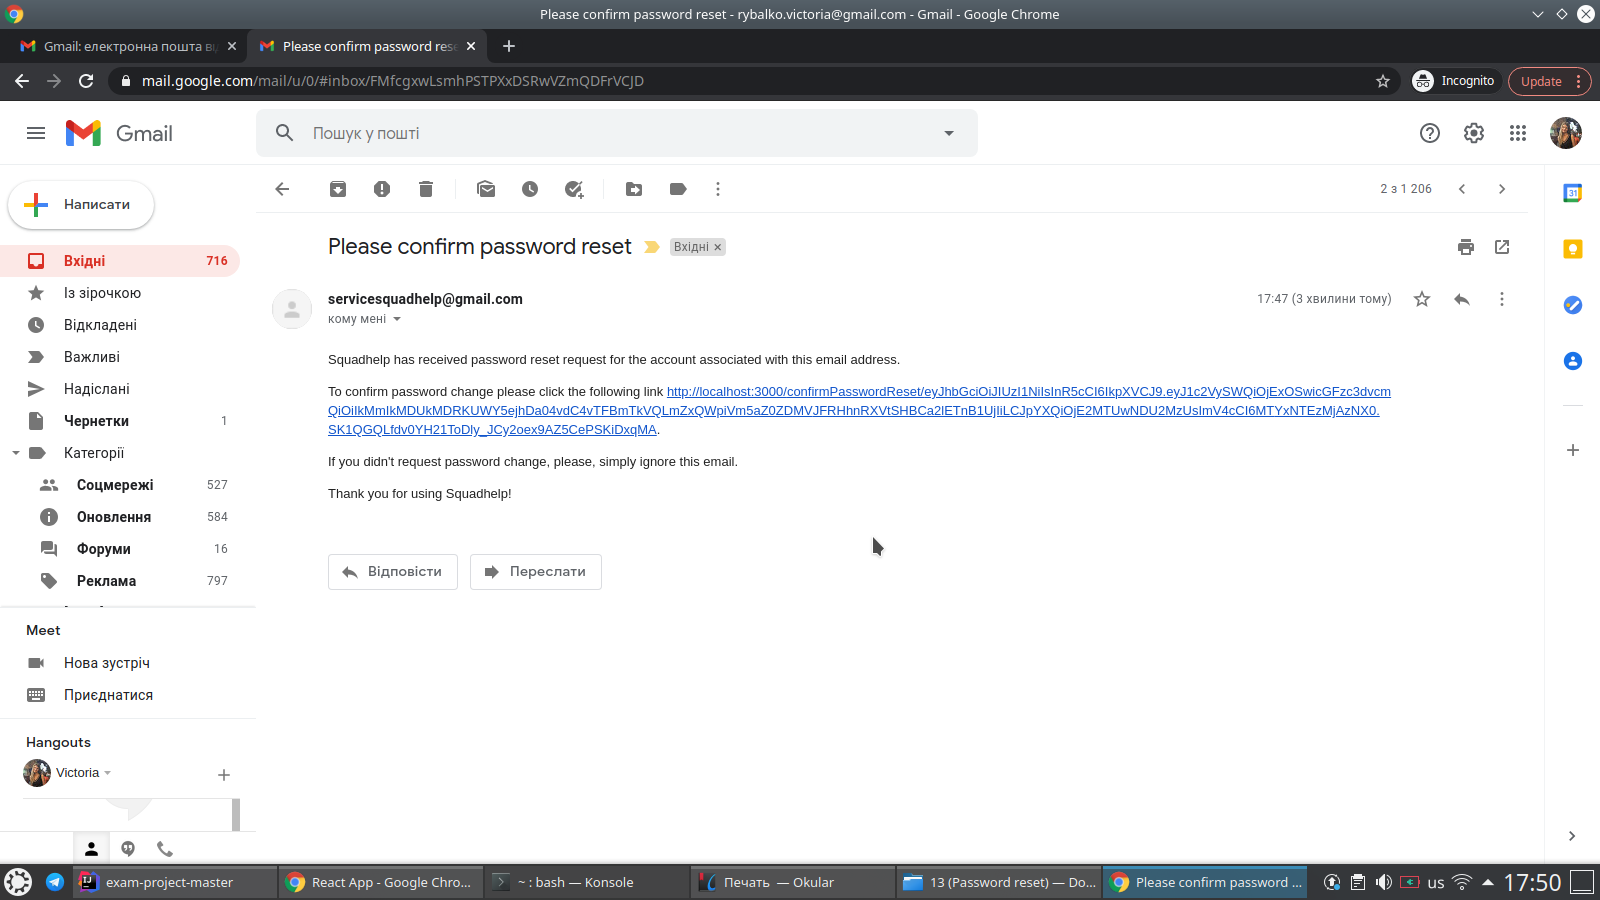 Please confirm password reset - rybalko.victoria@gmail.com - Gmail - Google Chrome
Gmail: електронна пошта ві
Please confirm password rese
mail.google.com/mail/u/0/#inbox/FMfcgxwLsmhPSTPXxDSRwVZmQDFrVCJD
Incognito
Update
Gmail
Пошук у пошті
Написати
2 з 1 206
Вхідні 716
Із зірочкою
Відкладені
Важливі
Надіслані
Чернетки 1
Категорії
Соцмережі 527
Оновлення 584
Форуми 16
Реклама 797
Meet
Нова зустріч
Приєднатися
Hangouts
Victoria
Please confirm password reset
Вхідні
servicesquadhelp@gmail.com
17:47 (3 хвилини тому)
кому мені
Squadhelp has received password reset request for the account associated with this email address.
To confirm password change please click the following link http://localhost:3000/confirmPasswordReset/eyJhbGciOiJIUzI1NiIsInR5cCI6IkpXVCJ9.eyJ1c2VySWQiOjExOSwicGFzc3dvcm
QiOiIkMmIkMDUkMDRKUWY5ejhDa04vdC4vTFBmTkVQLmZxQWpiVm5aZ0ZDMVJFRHhnRXVtSHBCa2lETnB1UjIiLCJpYXQiOjE2MTUwNDU2MzUsImV4cCI6MTYxNTEzMjAzNX0.
SK1QGQLfdv0YH21ToDly_JCy2oex9AZ5CePSKiDxqMA.
If you didn't request password change, please, simply ignore this email.
Thank you for using Squadhelp!
Відповісти
Переслати
31
exam-project-master
React App - Google Chro...
~ : bash — Konsole
Печать — Okular
13 (Password reset) — Do...
Please confirm password ...
us
17:50